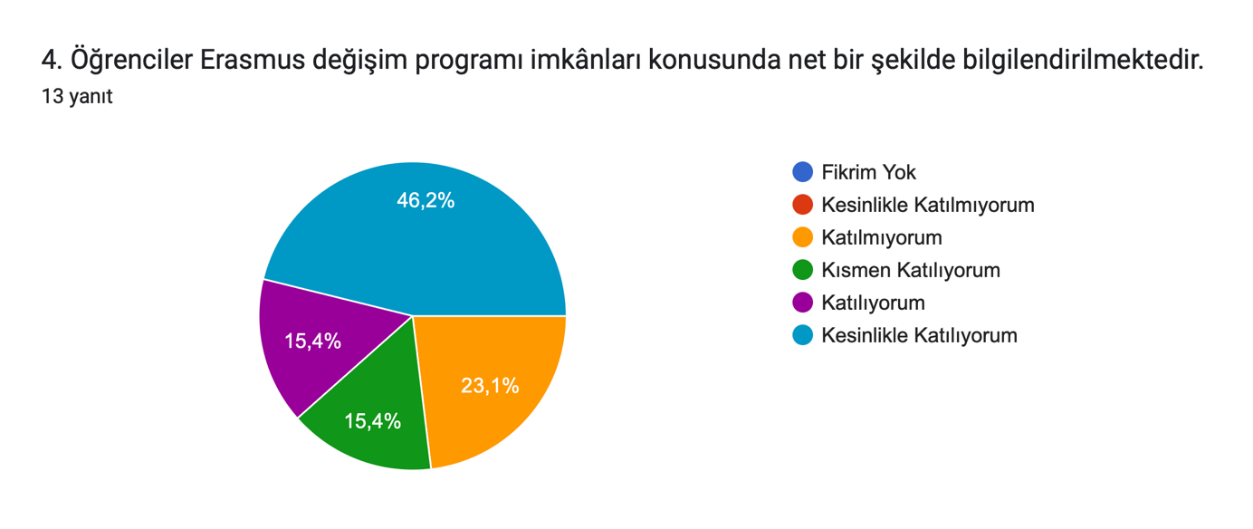 4. Öğrenciler Erasmus değişim programı imkânları konusunda net bir şekilde bilgilendirilmektedir.
13 yanıt
46,2%
15,4%
15,4%
23,1%
Fikrim Yok
Kesinlikle Katılmıyorum
Katılmıyorum
Kısmen Katılıyorum
Katılıyorum
Kesinlikle Katılıyorum